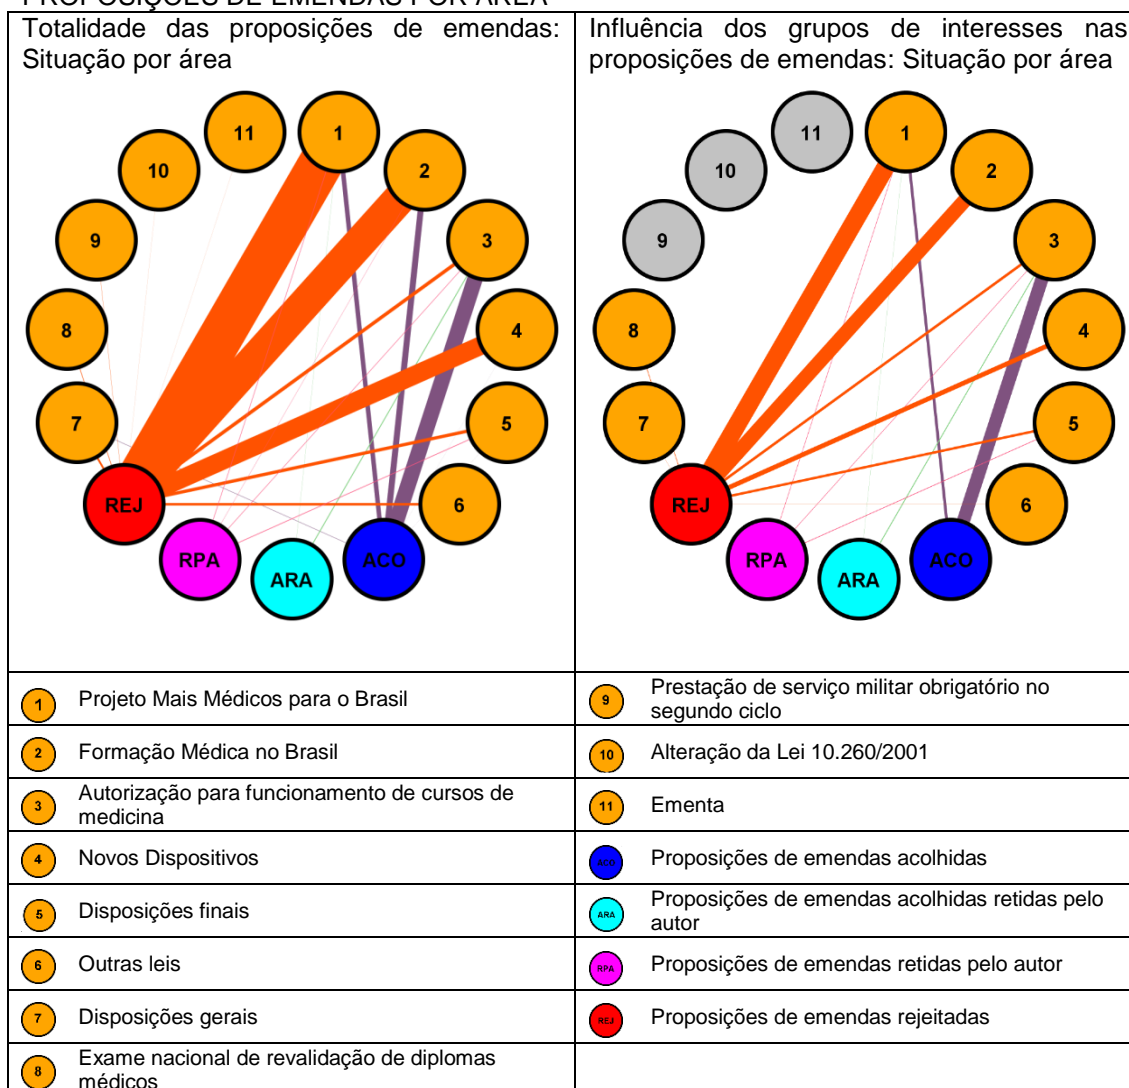 PROPOSIÇÕES DE EMENDAS POR ÁREA
Totalidade das proposições de emendas:
Situação por área
Influência dos grupos de interesses nas
proposições de emendas: Situação por área
11
1
10
2
9
3
8
4
7
5
REJ
6
RPA
ARA
ACO
11
1
10
2
9
3
8
4
7
5
REJ
6
RPA
ARA
ACO
1 Projeto Mais Médicos para o Brasil
9 Prestação de serviço militar obrigatório no
segundo ciclo
2 Formação Médica no Brasil
10 Alteração da Lei 10.260/2001
3 Autorização para funcionamento de cursos de
medicina
11 Ementa
4 Novos Dispositivos
ACO Proposições de emendas acolhidas
5 Disposições finais
ARA Proposições de emendas acolhidas retidas pelo
autor
6 Outras leis
RPA Proposições de emendas retidas pelo autor
7 Disposições gerais
REJ Proposições de emendas rejeitadas
8 Exame nacional de revalidação de diplomas
médicos